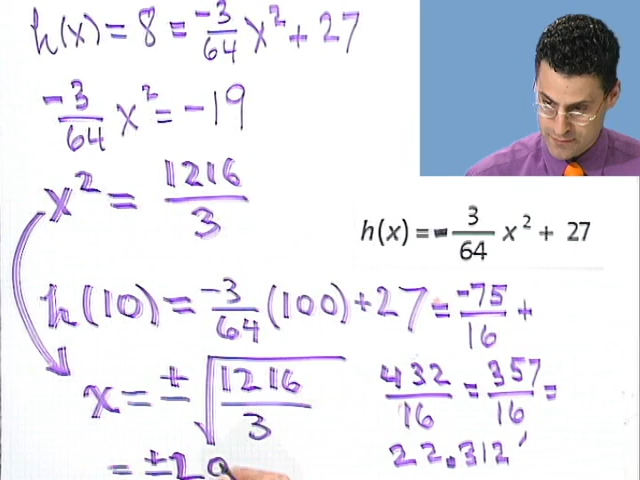 h(x) = 8 = -3/64 x² + 27
-3/64 x² = -19
x² = 1216/3
h(x) = - 3/64 x² + 27
h(10) = -3/64 (100) + 27 = -75/16 +
432/16 = 357/16 =
22.312'
x = ± √1216/3
= ± 20